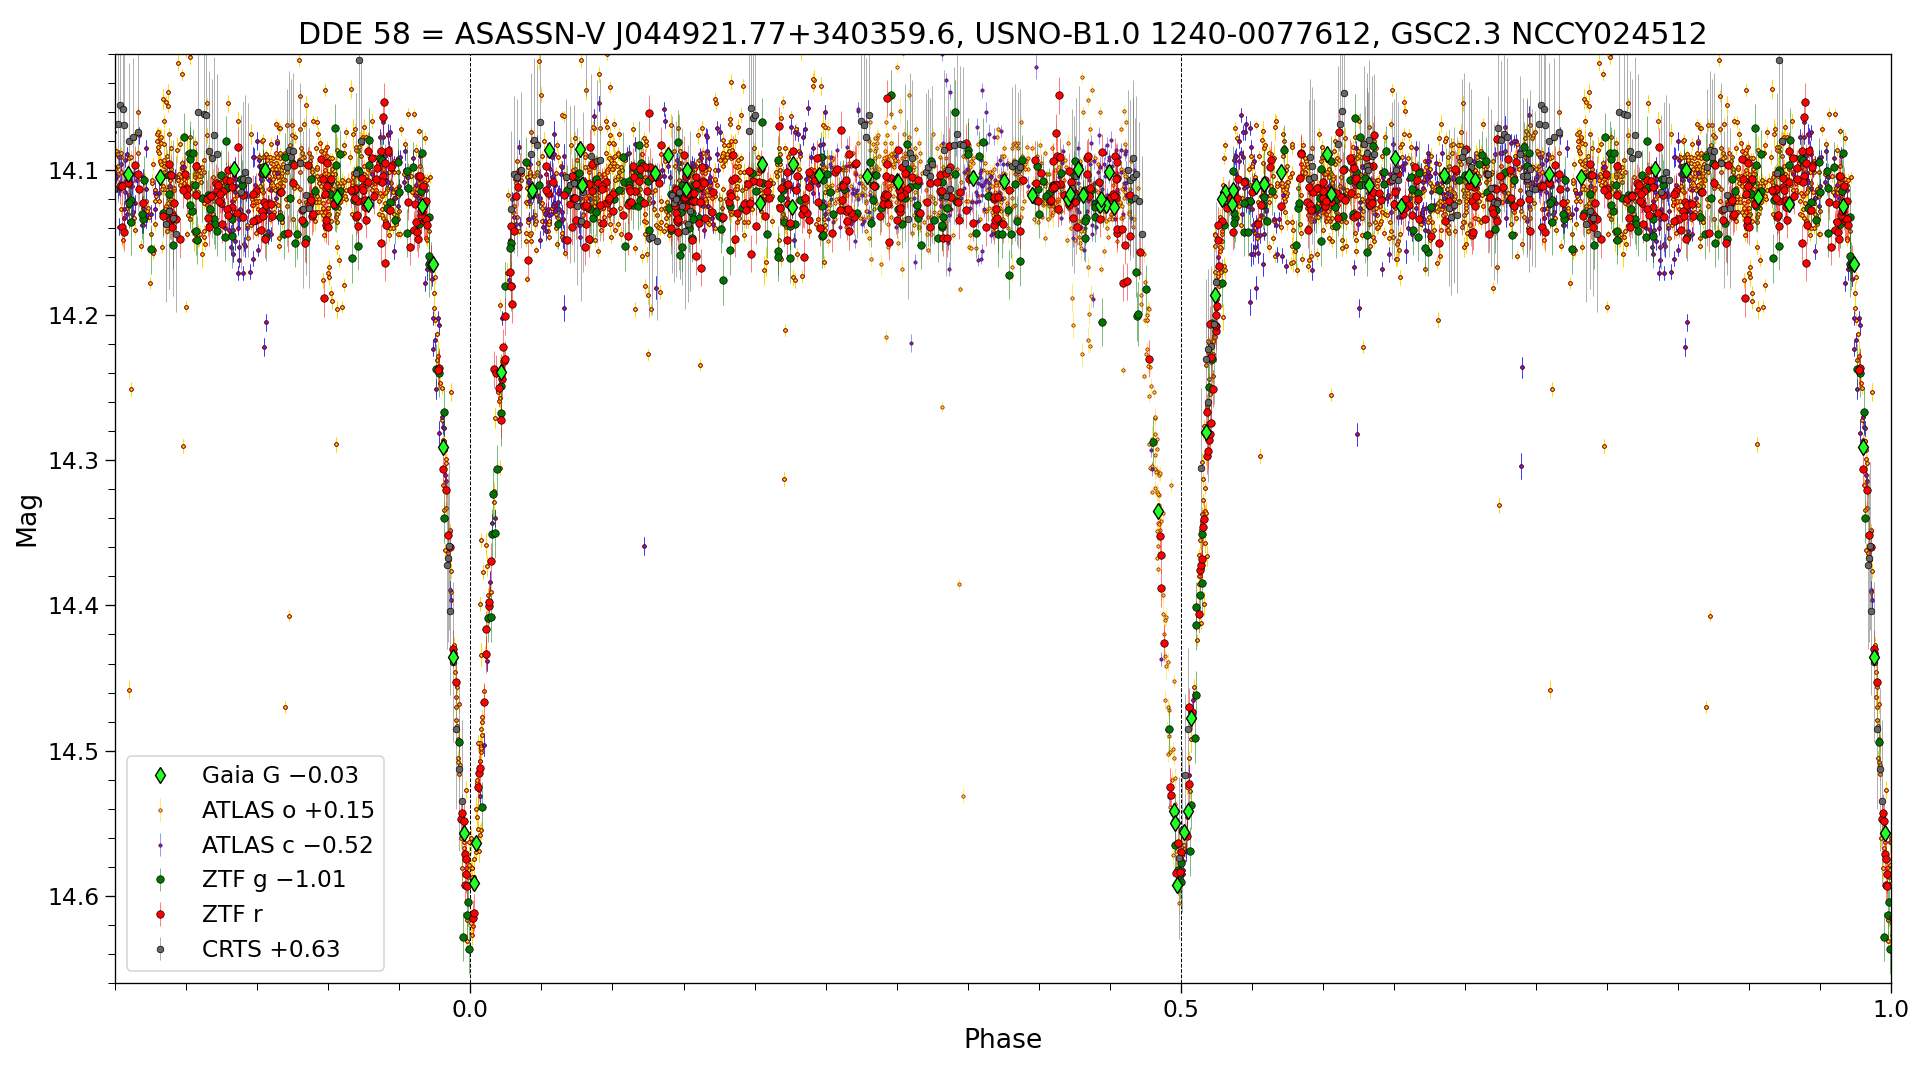 DDE 58 = ASASSN-V J044921.77+340359.6, USNO-B1.0 1240-0077612, GSC2.3 NCCY024512
14.1
14.2
14.3
14.4
14.5
14.6
Mag
Gaia G −0.03
ATLAS o +0.15
ATLAS c −0.52
ZTF g −1.01
ZTF r
CRTS +0.63
0.0
0.5
1.0
Phase